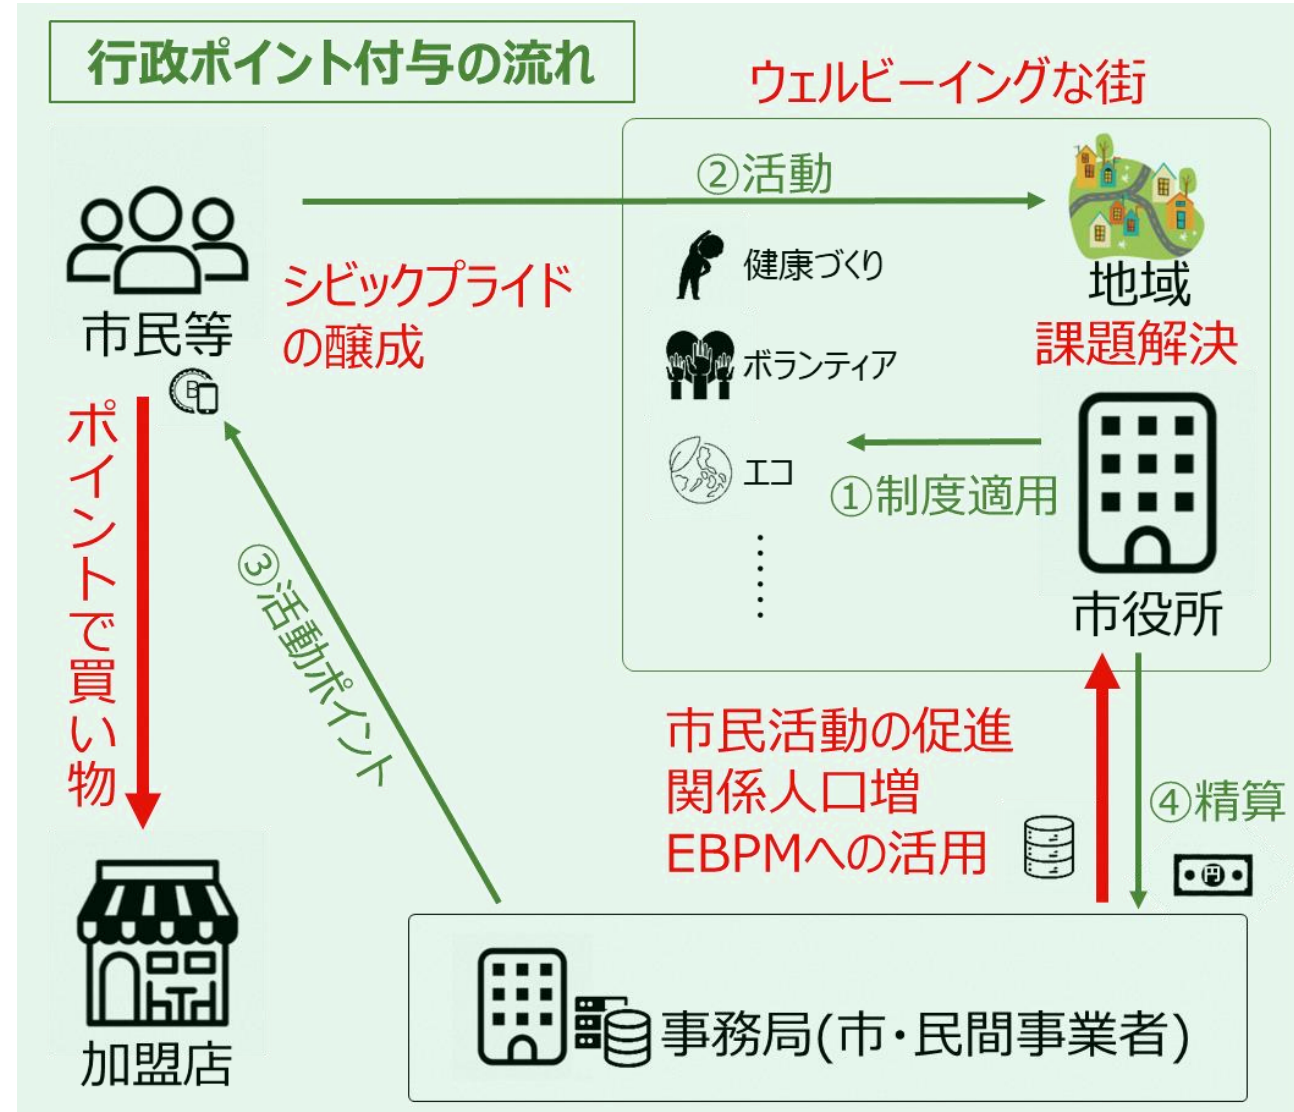 行政ポイント付与の流れ
ウェルビーイングな街
②活動
市民等
シビックプライド
の醸成
健康づくり
ボランティア
エコ
⋮
地域
課題解決
①制度適用
市役所
B
ポイントで買い物
③活動ポイント
市民活動の促進
関係人口増
EBPMへの活用
④精算
円
加盟店
事務局(市・民間事業者)